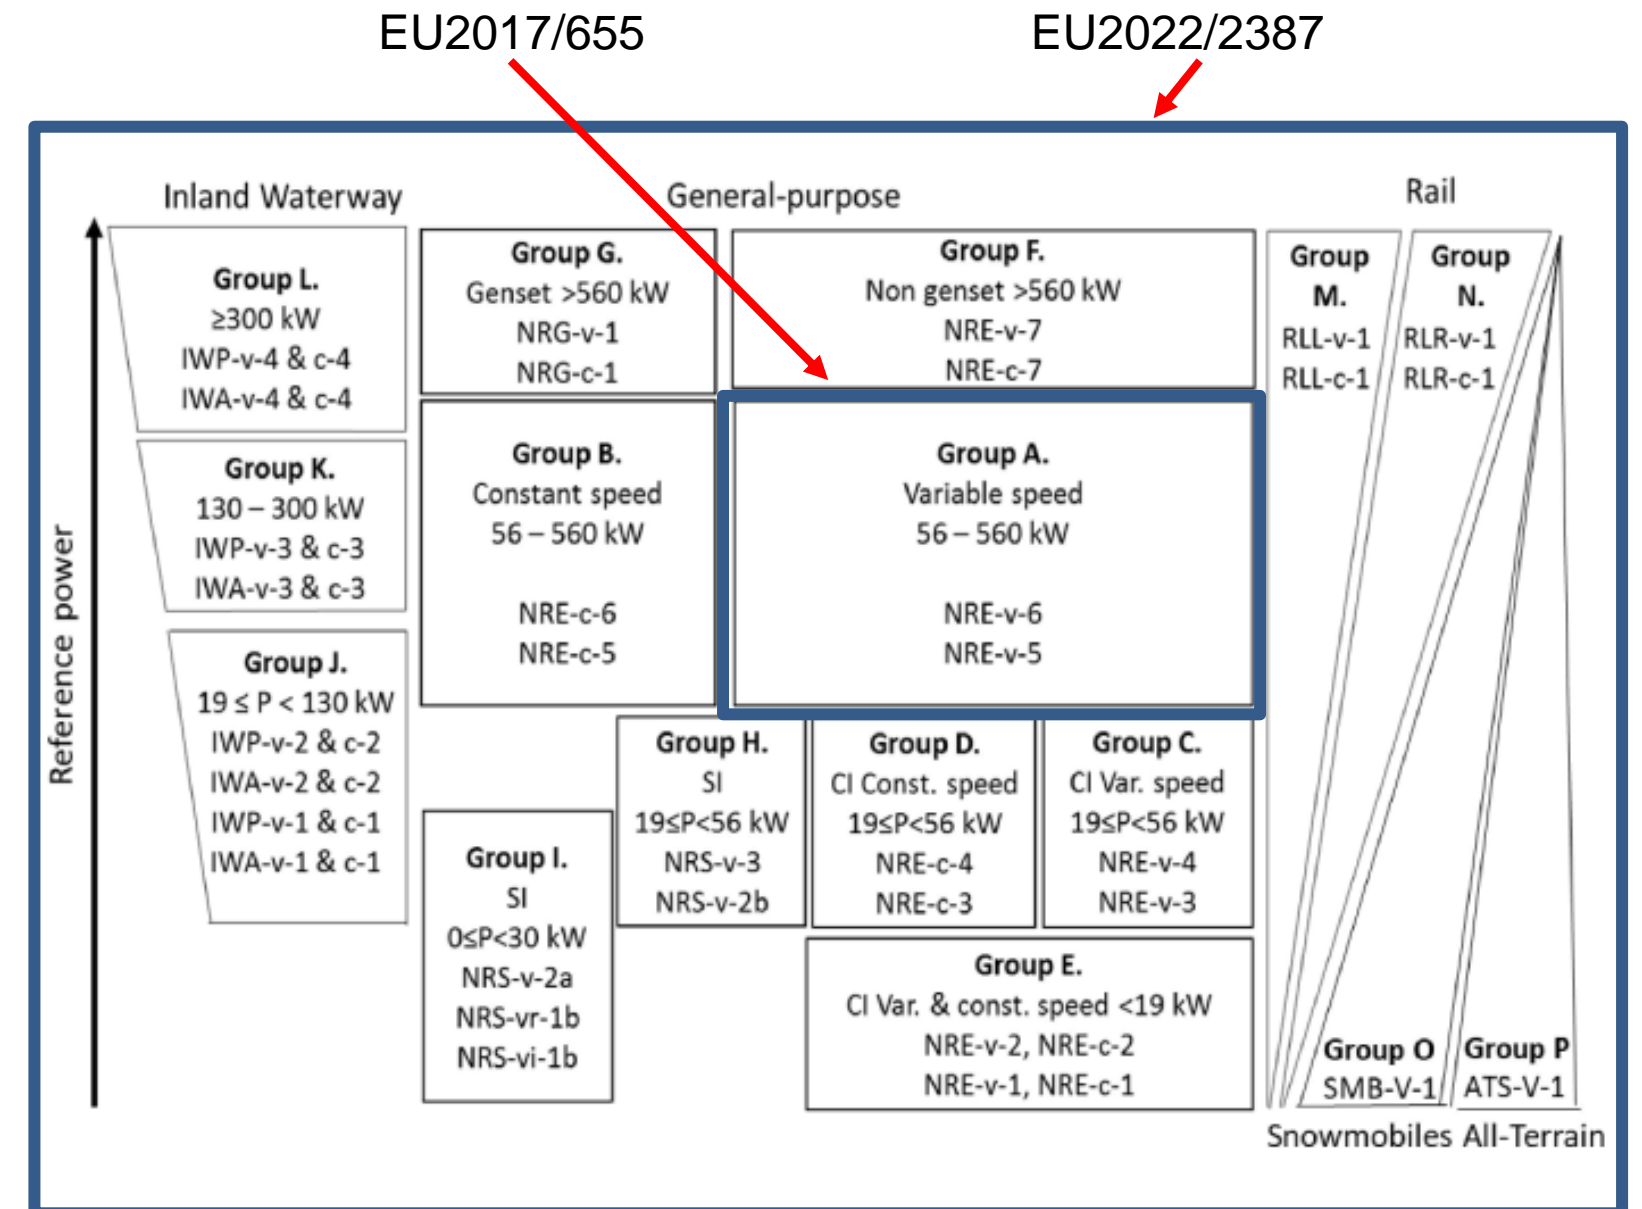 EU2017/655
EU2022/2387
Inland Waterway
General-purpose
Rail
Reference power
Group L.
≥300 kW
IWP-v-4 & c-4
IWA-v-4 & c-4
Group K.
130 – 300 kW
IWP-v-3 & c-3
IWA-v-3 & c-3
Group J.
19 ≤ P < 130 kW
IWP-v-2 & c-2
IWA-v-2 & c-2
IWP-v-1 & c-1
IWA-v-1 & c-1
Group G.
Genset >560 kW
NRG-v-1
NRG-c-1
Group F.
Non genset >560 kW
NRE-v-7
NRE-c-7
Group B.
Constant speed
56 – 560 kW
NRE-c-6
NRE-c-5
Group A.
Variable speed
56 – 560 kW
NRE-v-6
NRE-v-5
Group I.
SI
0≤P<30 kW
NRS-v-2a
NRS-vr-1b
NRS-vi-1b
Group H.
SI
19≤P<56 kW
NRS-v-3
NRS-v-2b
Group D.
CI Const. speed
19≤P<56 kW
NRE-c-4
NRE-c-3
Group C.
CI Var. speed
19≤P<56 kW
NRE-v-4
NRE-v-3
Group E.
CI Var. & const. speed <19 kW
NRE-v-2, NRE-c-2
NRE-v-1, NRE-c-1
Group
M.
RLL-v-1
RLL-c-1
Group
N.
RLR-v-1
RLR-c-1
Group O
SMB-V-1
Group P
ATS-V-1
Snowmobiles
All-Terrain